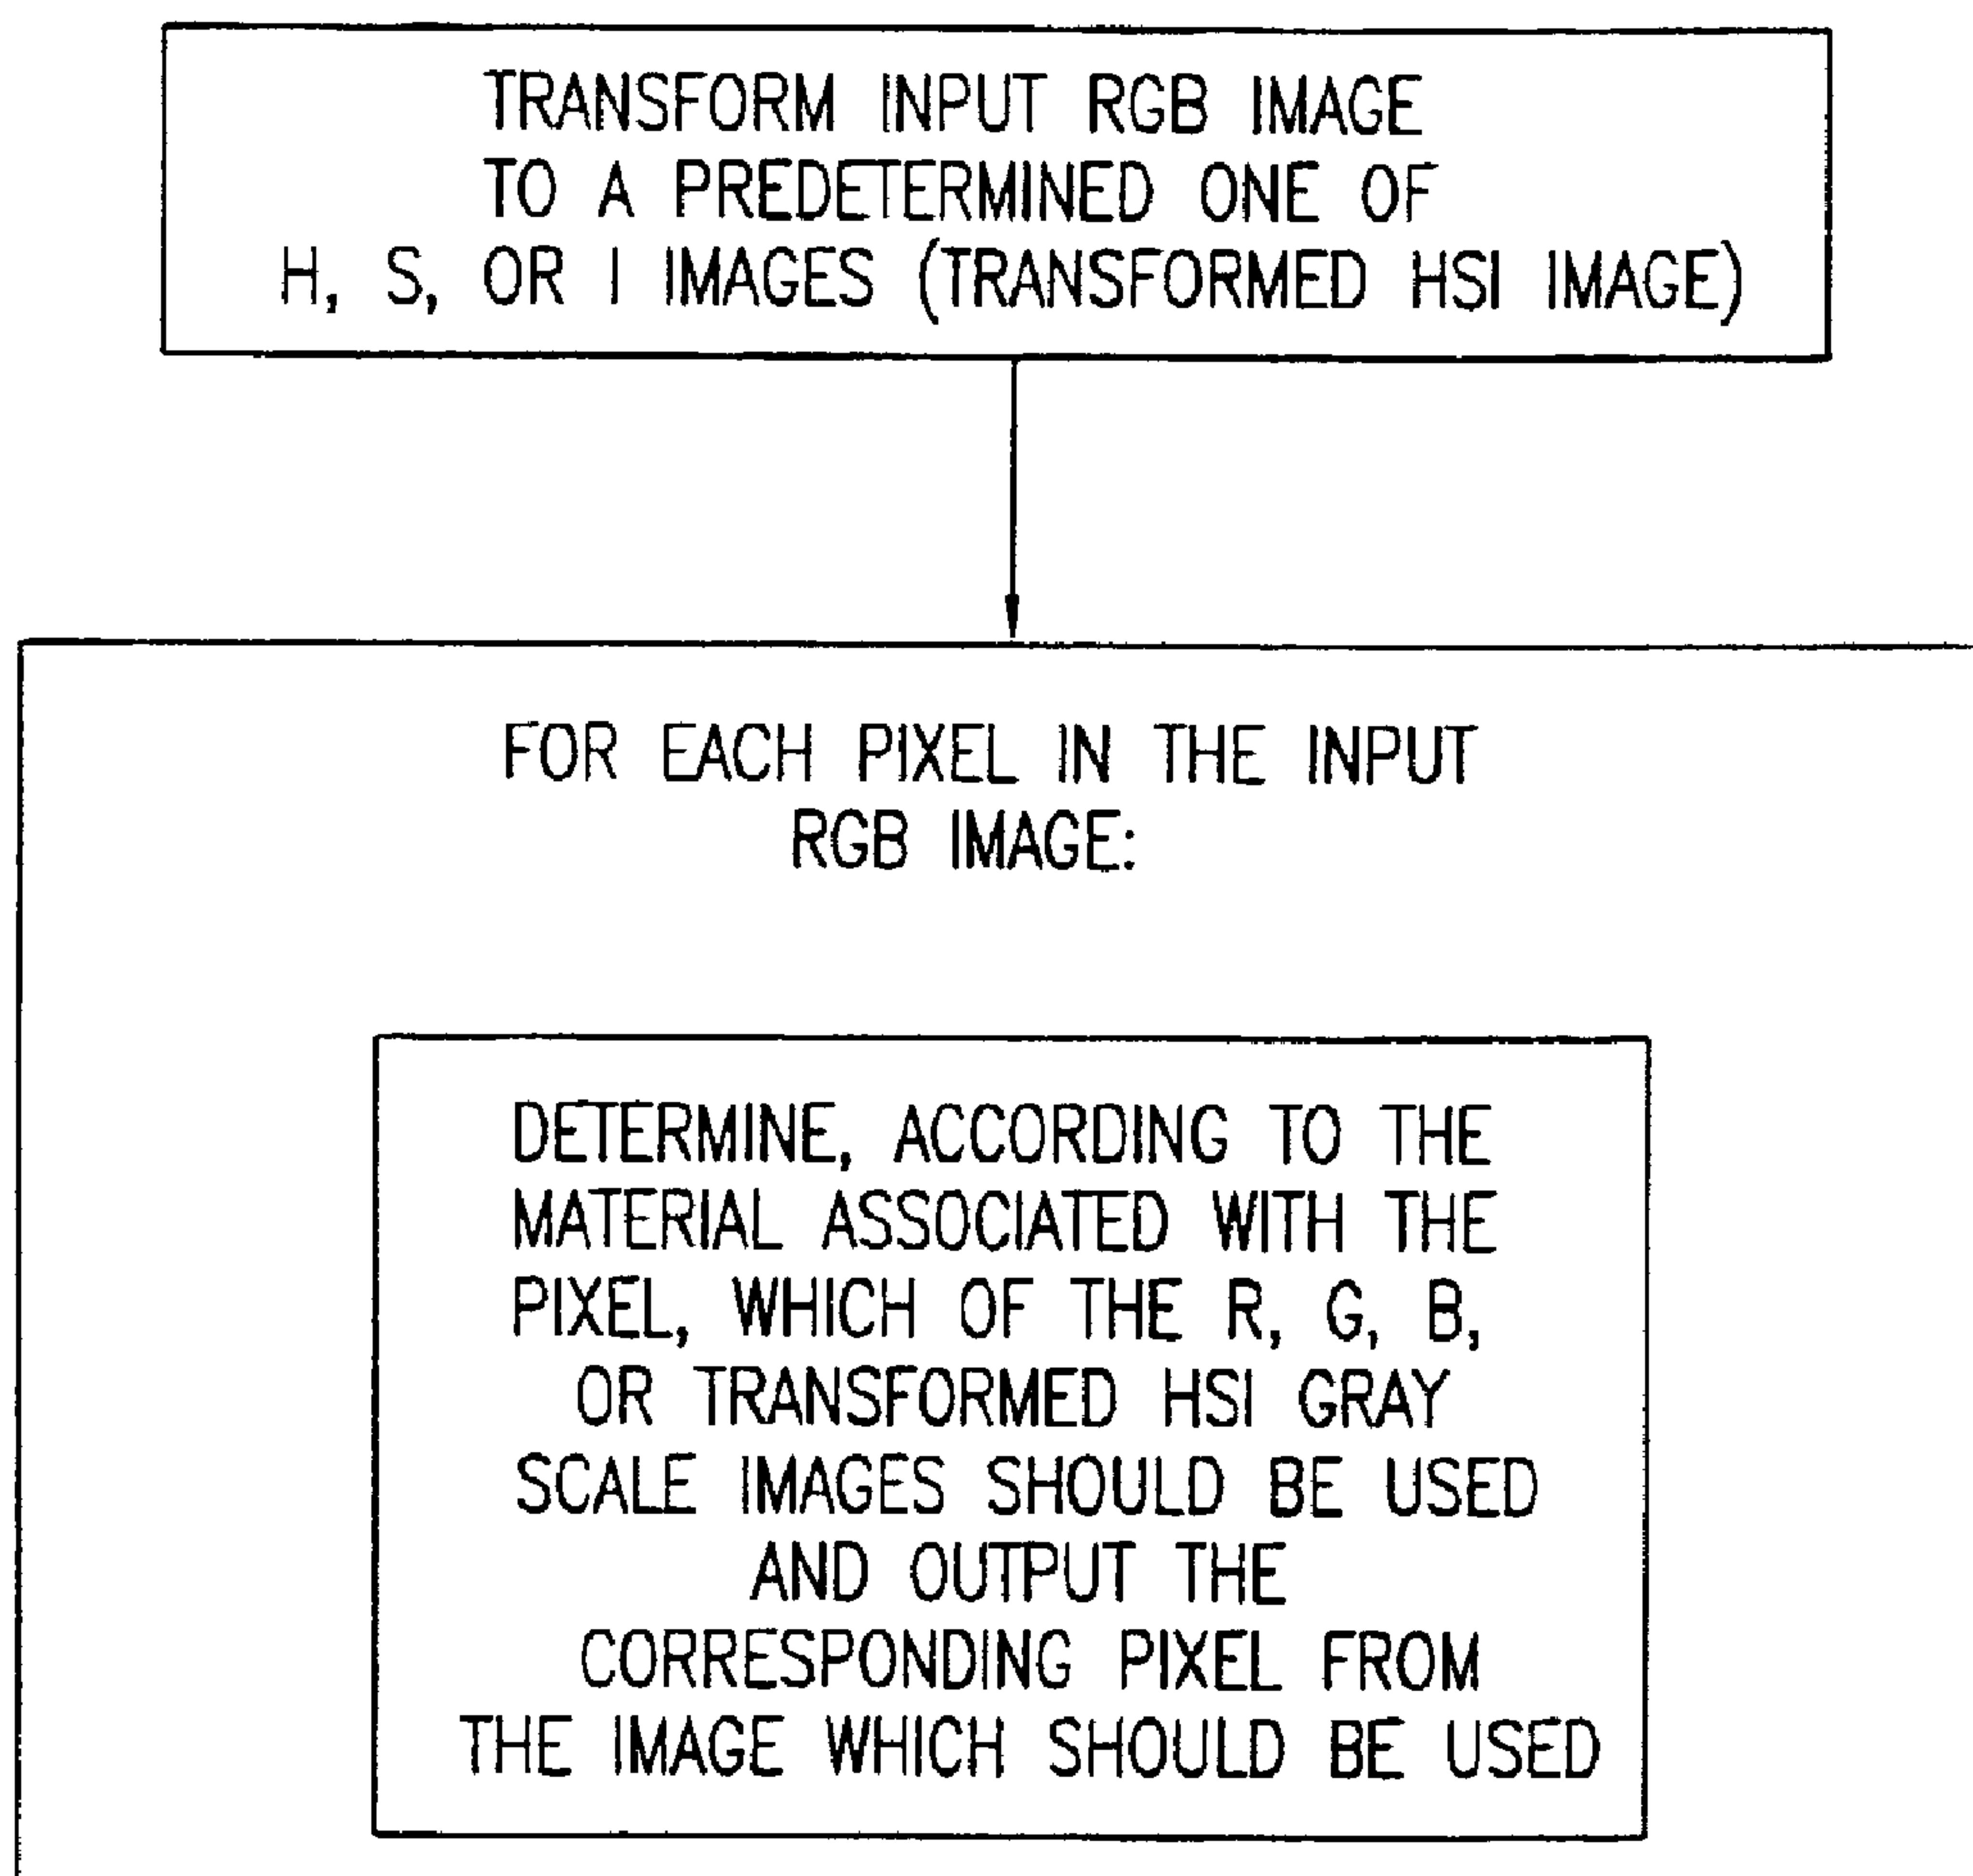 TRANSFORM INPUT RGB IMAGE
TO A PREDETERMINED ONE OF
H, S, OR I IMAGES (TRANSFORMED HSI IMAGE)
FOR EACH PIXEL IN THE INPUT
RGB IMAGE:
DETERMINE, ACCORDING TO THE
MATERIAL ASSOCIATED WITH THE
PIXEL, WHICH OF THE R, G, B,
OR TRANSFORMED HSI GRAY
SCALE IMAGES SHOULD BE USED
AND OUTPUT THE
CORRESPONDING PIXEL FROM
THE IMAGE WHICH SHOULD BE USED